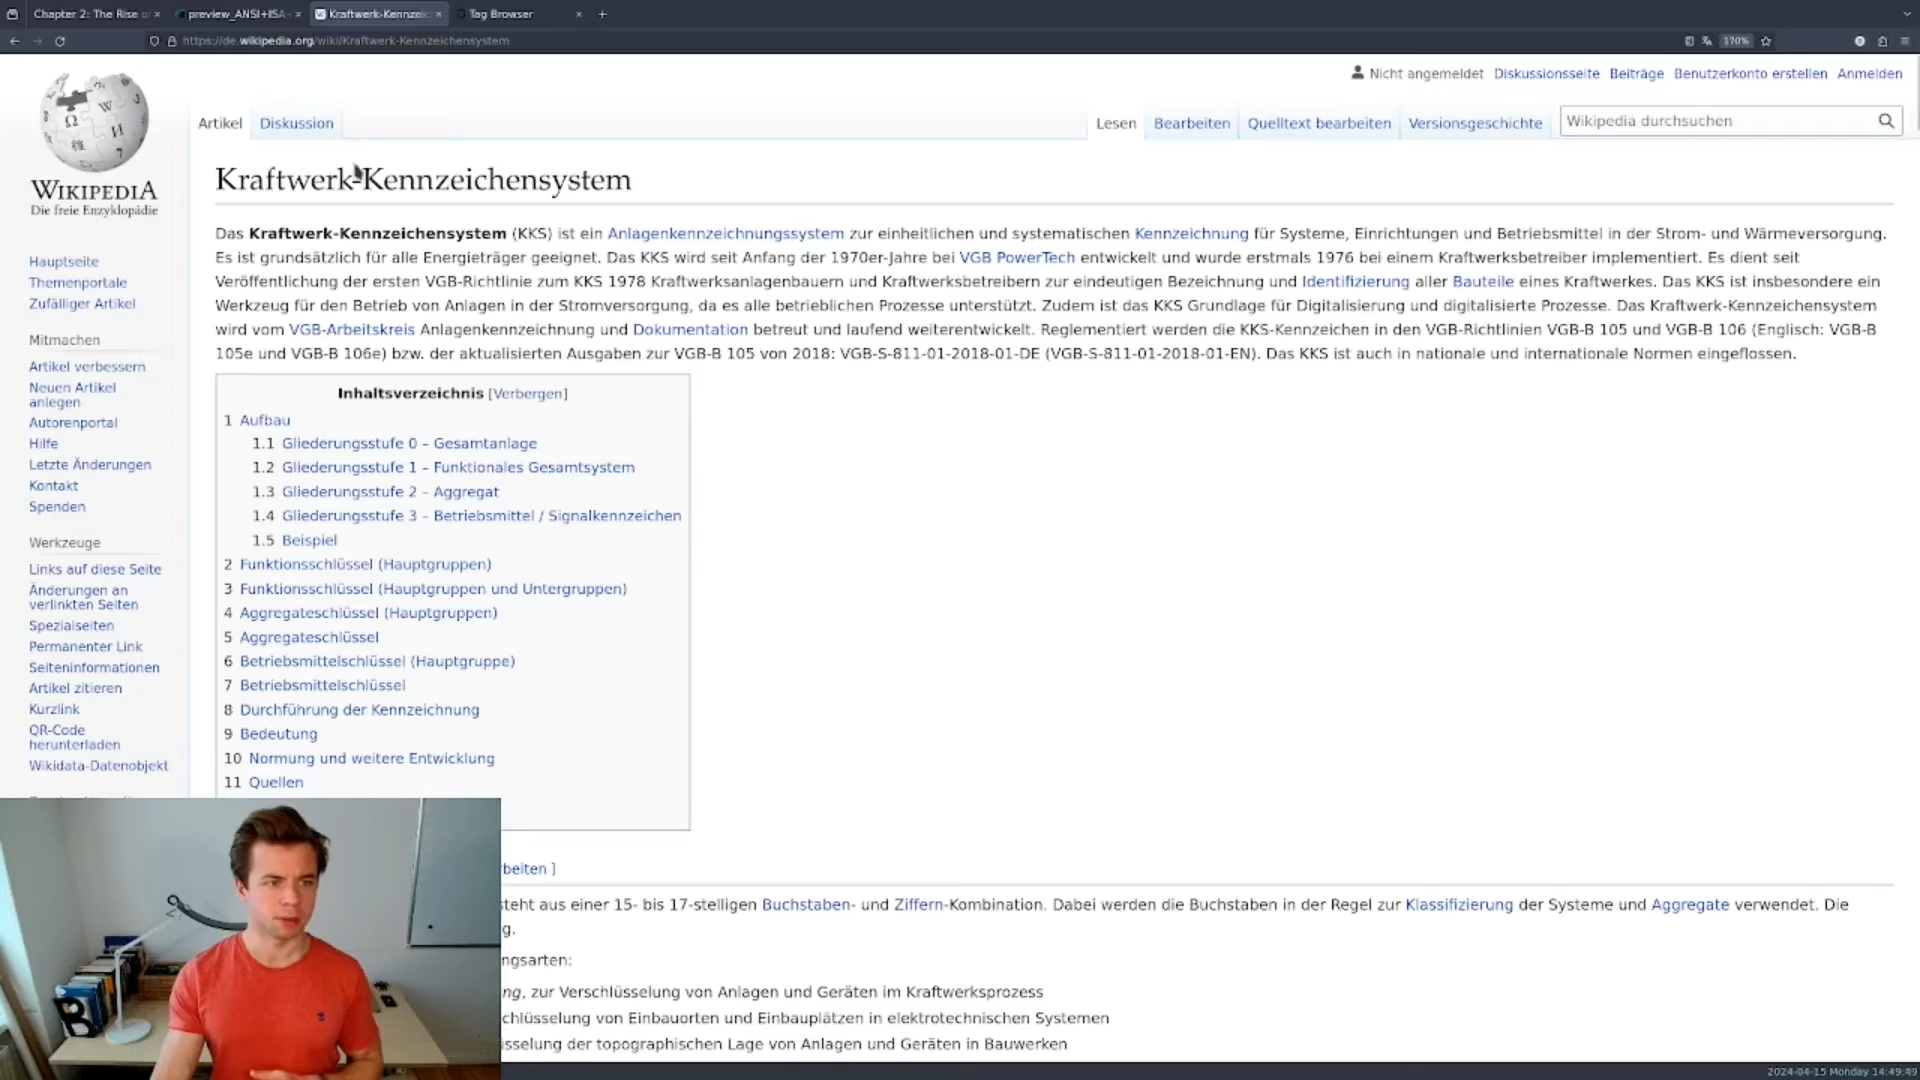 Chapter 2: The Rise o
preview_ANSI+ISA
Kraftwerk-Kennzeic
Tag Browser
https://de.wikipedia.org/wiki/Kraftwerk-Kennzeichensystem
170%
Nicht angemeldet Diskussionsseite Beiträge Benutzerkonto erstellen Anmelden
Artikel Diskussion Lesen Bearbeiten Quelltext bearbeiten Versionsgeschichte Wikipedia durchsuchen
WIKIPEDIA
Die freie Enzyklopädie
Hauptseite
Themenportale
Zufälliger Artikel
Mitmachen
Artikel verbessern
Neuen Artikel
anlegen
Autorenportal
Hilfe
Letzte Änderungen
Kontakt
Spenden
Werkzeuge
Links auf diese Seite
Änderungen an
verlinkten Seiten
Spezialseiten
Permanenter Link
Seiteninformationen
Artikel zitieren
Kurzlink
QR-Code
herunterladen
Wikidata-Datenobjekt
Kraftwerk-Kennzeichensystem
Das Kraftwerk-Kennzeichensystem (KKS) ist ein Anlagenkennzeichnungssystem zur einheitlichen und systematischen Kennzeichnung für Systeme, Einrichtungen und Betriebsmittel in der Strom- und Wärmeversorgung.
Es ist grundsätzlich für alle Energieträger geeignet. Das KKS wird seit Anfang der 1970er-Jahre bei VGB PowerTech entwickelt und wurde erstmals 1976 bei einem Kraftwerksbetreiber implementiert. Es dient seit
Veröffentlichung der ersten VGB-Richtlinie zum KKS 1978 Kraftwerksanlagenbauern und Kraftwerksbetreibern zur eindeutigen Bezeichnung und Identifizierung aller Bauteile eines Kraftwerkes. Das KKS ist insbesondere ein
Werkzeug für den Betrieb von Anlagen in der Stromversorgung, da es alle betrieblichen Prozesse unterstützt. Zudem ist das KKS Grundlage für Digitalisierung und digitalisierte Prozesse. Das Kraftwerk-Kennzeichensystem
wird vom VGB-Arbeitskreis Anlagenkennzeichnung und Dokumentation betreut und laufend weiterentwickelt. Reglementiert werden die KKS-Kennzeichen in den VGB-Richtlinien VGB-B 105 und VGB-B 106 (Englisch: VGB-B
105e und VGB-B 106e) bzw. der aktualisierten Ausgaben zur VGB-B 105 von 2018: VGB-S-811-01-2018-01-DE (VGB-S-811-01-2018-01-EN). Das KKS ist auch in nationale und internationale Normen eingeflossen.
Inhaltsverzeichnis [Verbergen]
1 Aufbau
1.1 Gliederungsstufe 0 – Gesamtanlage
1.2 Gliederungsstufe 1 – Funktionales Gesamtsystem
1.3 Gliederungsstufe 2 – Aggregat
1.4 Gliederungsstufe 3 – Betriebsmittel / Signalkennzeichen
1.5 Beispiel
2 Funktionsschlüssel (Hauptgruppen)
3 Funktionsschlüssel (Hauptgruppen und Untergruppen)
4 Aggregateschlüssel (Hauptgruppen)
5 Aggregateschlüssel
6 Betriebsmittelschlüssel (Hauptgruppe)
7 Betriebsmittelschlüssel
8 Durchführung der Kennzeichnung
9 Bedeutung
10 Normung und weitere Entwicklung
11 Quellen
beiten ]
steht aus einer 15- bis 17-stelligen Buchstaben- und Ziffern-Kombination. Dabei werden die Buchstaben in der Regel zur Klassifizierung der Systeme und Aggregate verwendet. Die
g.
ngsarten:
ng, zur Verschlüsselung von Anlagen und Geräten im Kraftwerksprozess
chlüsselung von Einbauorten und Einbauplätzen in elektrotechnischen Systemen
sselung der topographischen Lage von Anlagen und Geräten in Bauwerken
B
2024-04-15 Monday 14:49:49